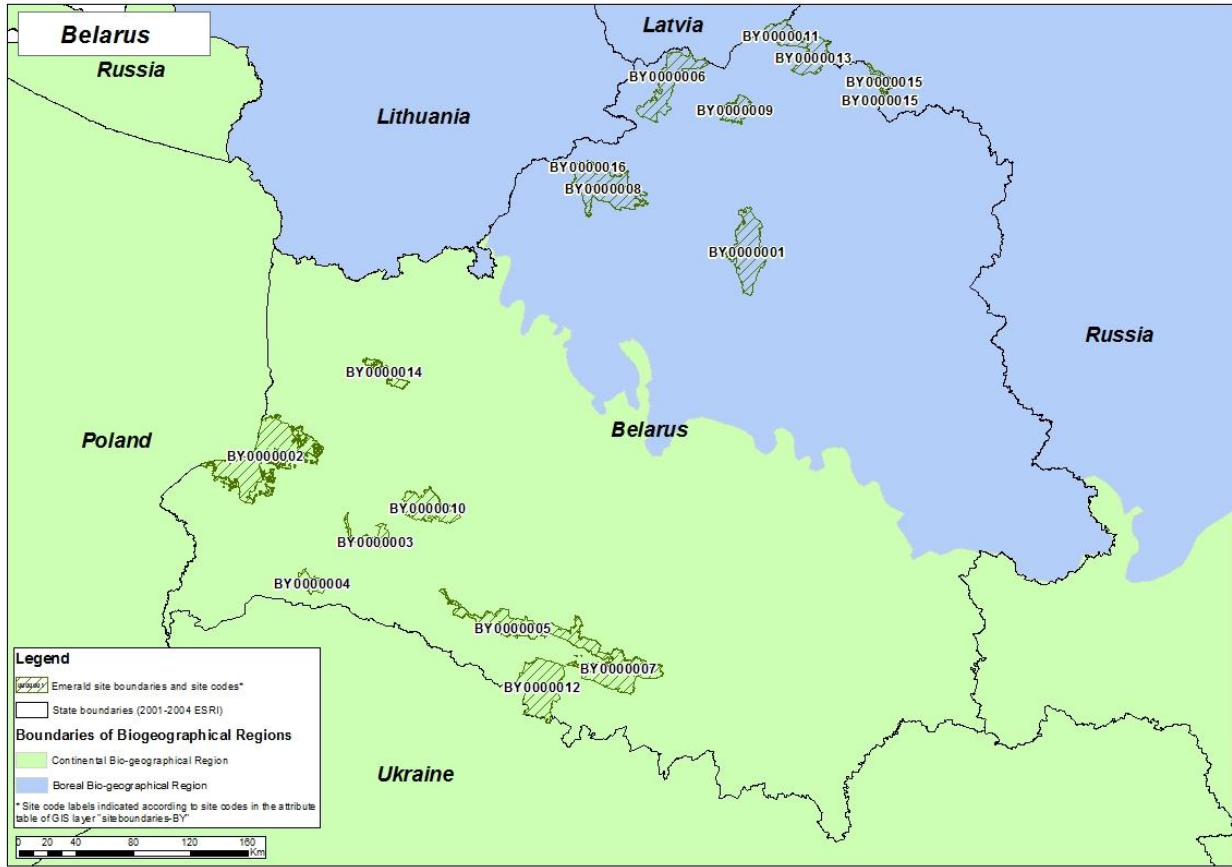 Belarus
Latvia
Russia
BY0000011
BY0000013
BY0000006
BY0000015
BY0000015
BY0000009
Lithuania
BY0000016
BY0000008
BY0000001
Russia
BY0000014
Poland
Belarus
BY0000002
BY0000010
BY0000003
BY0000004
BY0000005
BY0000007
BY0000012
Ukraine
Legend
Emerald site boundaries and site codes*
State boundaries (2001-2004 ESRI)
Boundaries of Biogeographical Regions
Continental Bio-geographical Region
Boreal Bio-geographical Region
* Site code labels indicated according to site codes in the attribute
table of GIS layer "siteboundaries-BY"
0 20 40 80 120 160
Km